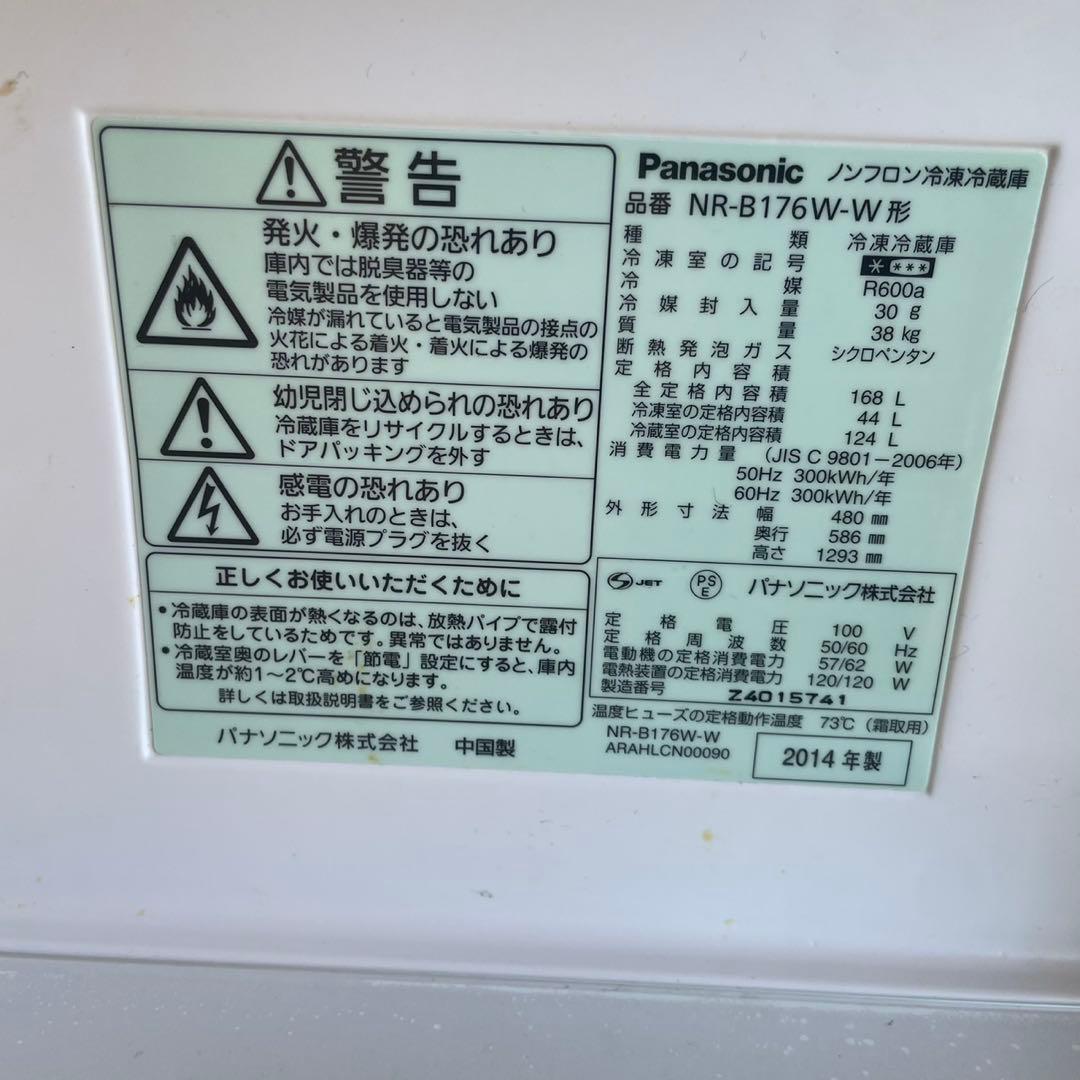 警告
発火・爆発の恐れあり
庫内では脱臭器等の
電気製品を使用しない
冷媒が漏れていると電気製品の接点の
火花による着火・着火による爆発の
恐れがあります
幼児閉じ込められの恐れあり
冷蔵庫をリサイクルするときは、
ドアパッキングを外す
感電の恐れあり
お手入れのときは、
必ず電源プラグを抜く
正しくお使いいただくために
•冷蔵庫の表面が熱くなるのは、放熱パイプで露付
防止をしているためです。異常ではありません。
•冷蔵室奥のレバーを「節電」設定にすると、庫内
温度が約1〜2℃高めになります。
詳しくは取扱説明書をご参照ください。
パナソニック株式会社 中国製
Panasonic ノンフロン冷凍冷蔵庫
品番 NR-B176W-W 形
種類 冷凍冷蔵庫
冷凍室の記号 * ***
冷媒 R600a
冷媒封入量 30 g
質量 38 kg
断熱発泡ガス シクロペンタン
定格内容積
全定格内容積 168 L
冷凍室の定格内容積 44 L
冷蔵室の定格内容積 124 L
消費電力量 (JIS C 9801-2006年)
50Hz 300kWh/年
60Hz 300kWh/年
外形寸法 幅 480 mm
奥行 586 mm
高さ 1293 mm
S JET PS E パナソニック株式会社
定格電圧 100 V
定格周波数 50/60 Hz
電動機の定格消費電力 57/62 W
電熱装置の定格消費電力 120/120 W
製造番号 Z4015741
温度ヒューズの定格動作温度 73℃(霜取用)
NR-B176W-W
ARAHLCN00090
2014 年製